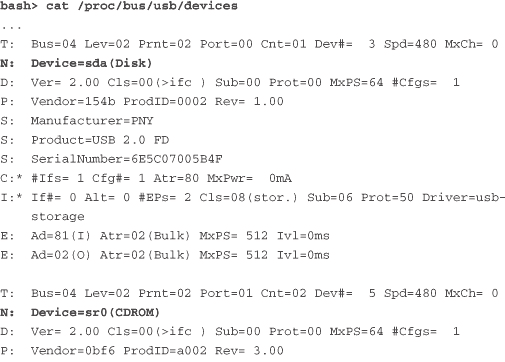 bash> cat /proc/bus/usb/devices
...
T:  Bus=04 Lev=02 Prnt=02 Port=00 Cnt=01 Dev#=  3 Spd=480 MxCh= 0
N:  Device=sda(Disk)
D:  Ver= 2.00 Cls=00(>ifc ) Sub=00 Prot=00 MxPS=64 #Cfgs=  1
P:  Vendor=154b ProdID=0002 Rev= 1.00
S:  Manufacturer=PNY
S:  Product=USB 2.0 FD
S:  SerialNumber=6E5C07005B4F
C:* #Ifs= 1 Cfg#= 1 Atr=80 MxPwr=  0mA
I:* If#= 0 Alt= 0 #EPs= 2 Cls=08(stor.) Sub=06 Prot=50 Driver=usb-
storage
E:  Ad=81(I) Atr=02(Bulk) MxPS= 512 Ivl=0ms
E:  Ad=02(O) Atr=02(Bulk) MxPS= 512 Ivl=0ms
T:  Bus=04 Lev=02 Prnt=02 Port=01 Cnt=02 Dev#=  5 Spd=480 MxCh= 0
N:  Device=sr0(CDROM)
D:  Ver= 2.00 Cls=00(>ifc ) Sub=00 Prot=00 MxPS=64 #Cfgs=  1
P:  Vendor=0bf6 ProdID=a002 Rev= 3.00